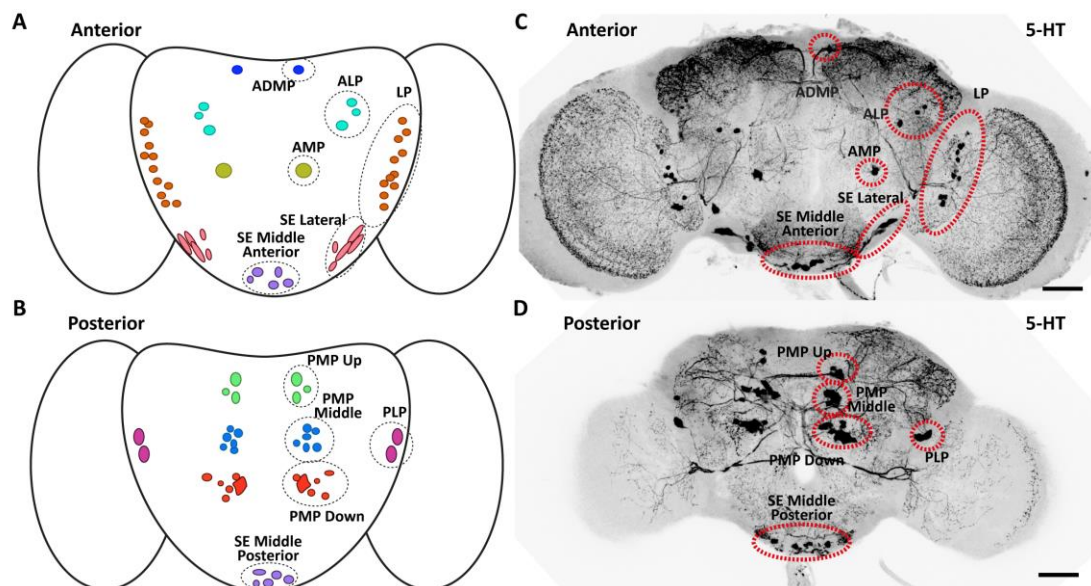 A
Anterior
ADMP
ALP
LP
AMP
SE Lateral
SE Middle
Anterior
B
Posterior
PMP Up
PMP
Middle
PLP
PMP Down
SE Middle
Posterior
C
Anterior
5-HT
ADMP
ALP
LP
AMP
SE Lateral
SE Middle
Anterior
D
Posterior
5-HT
PMP Up
PMP
Middle
PMP Down
PLP
SE Middle
Posterior